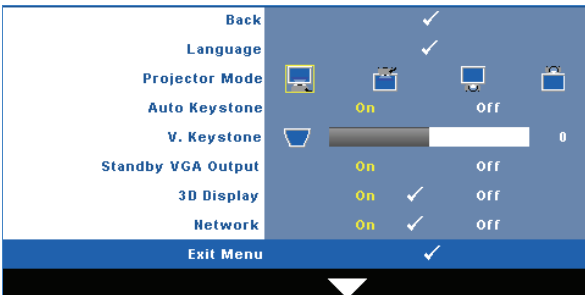 Back
Language
Projector Mode
Auto Keystone On Off
V. Keystone 0
Standby VGA Output On Off
3D Display On Off
Network On Off
Exit Menu